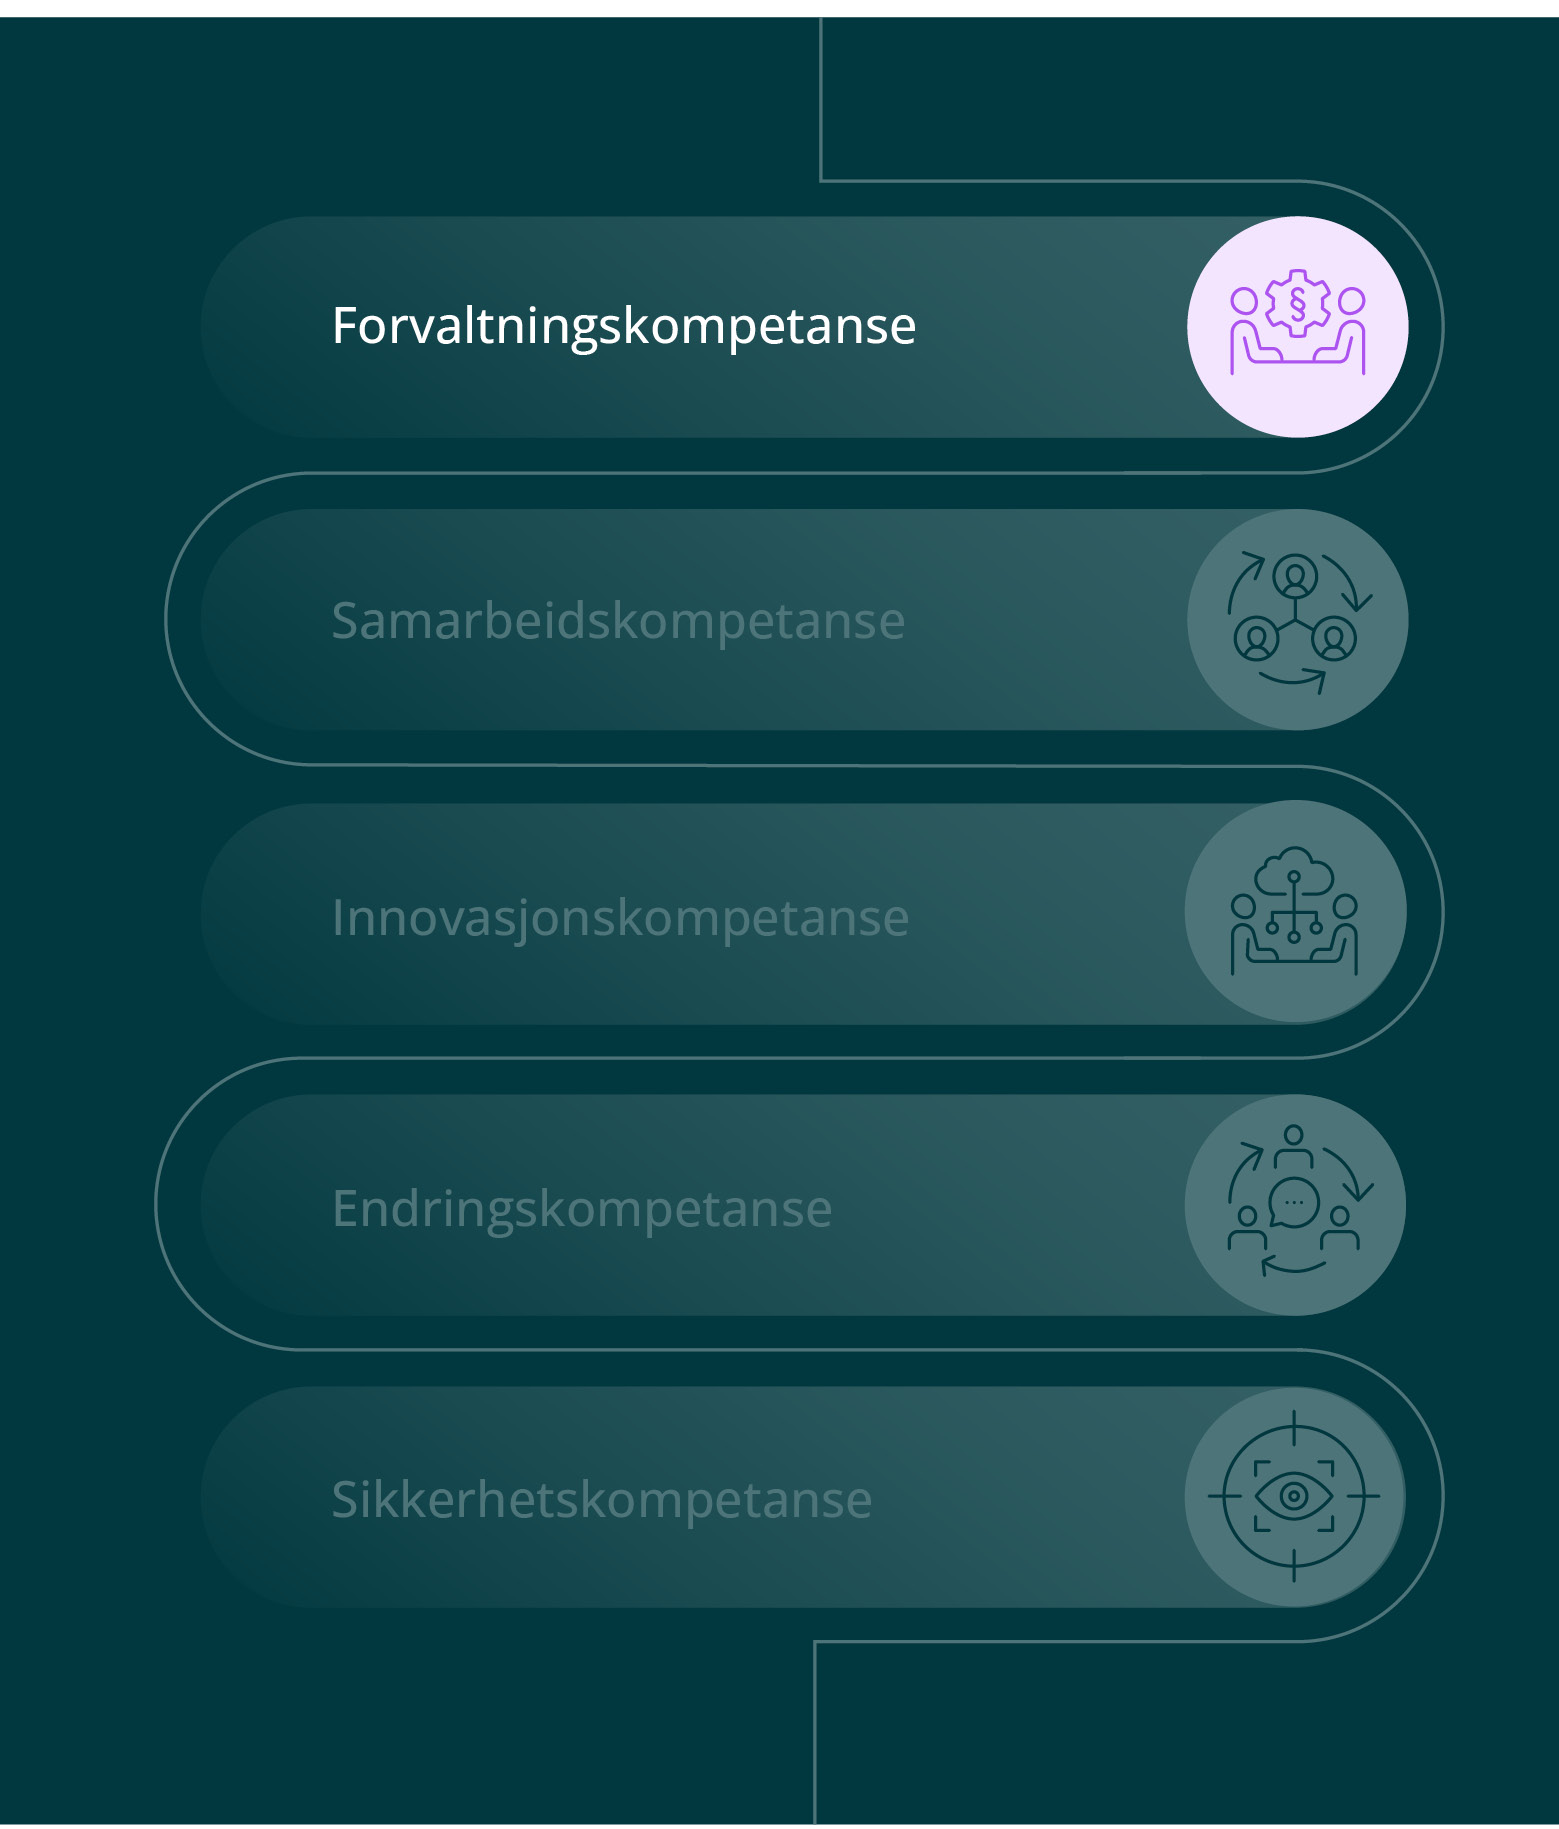 Forvaltningskompetanse
§
Samarbeidskompetanse
Innovasjonskompetanse
Endringskompetanse
Sikkerhetskompetanse